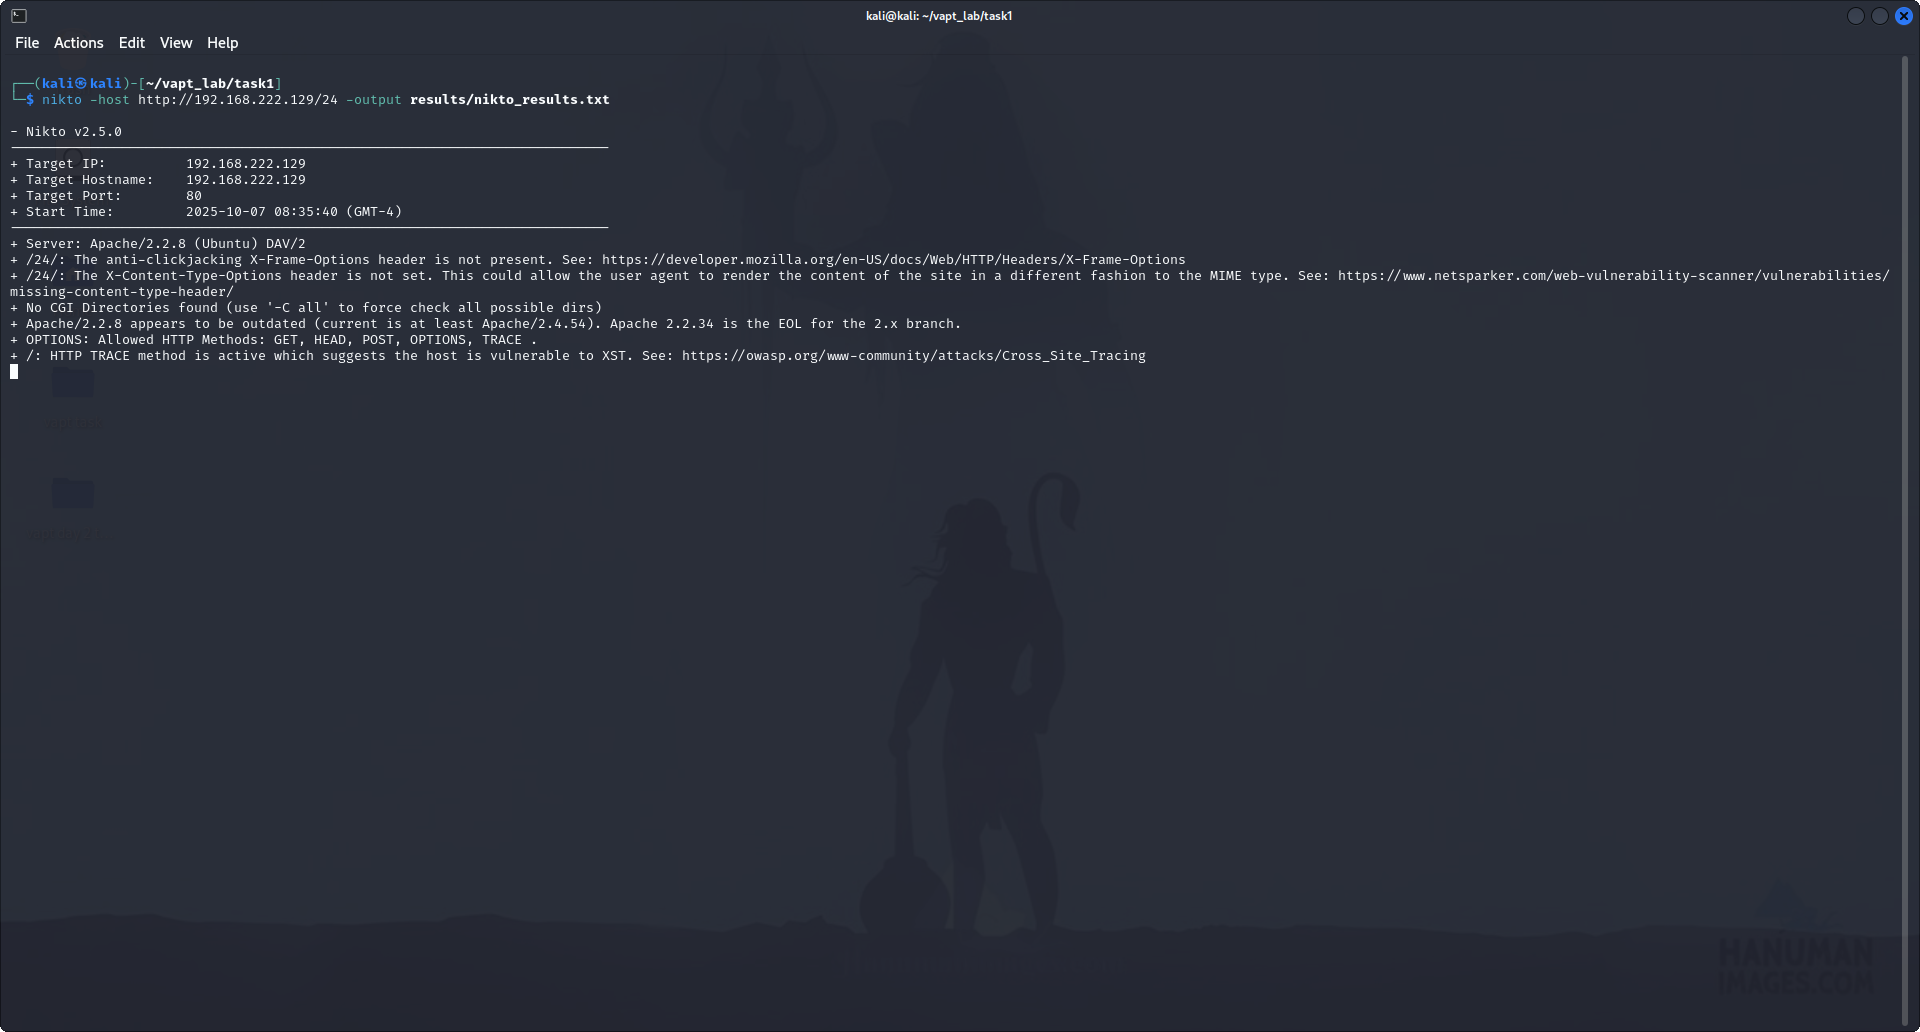 kali@kali: ~/vapt_lab/task1
File Actions Edit View Help
┌──(kali㉿kali)-[~/vapt_lab/task1]
└─$ nikto -host http://192.168.222.129/24 -output results/nikto_results.txt
- Nikto v2.5.0
+ Target IP: 192.168.222.129
+ Target Hostname: 192.168.222.129
+ Target Port: 80
+ Start Time: 2025-10-07 08:35:40 (GMT-4)
+ Server: Apache/2.2.8 (Ubuntu) DAV/2
+ /24/: The anti-clickjacking X-Frame-Options header is not present. See: https://developer.mozilla.org/en-US/docs/Web/HTTP/Headers/X-Frame-Options
+ /24/: The X-Content-Type-Options header is not set. This could allow the user agent to render the content of the site in a different fashion to the MIME type. See: https://www.netsparker.com/web-vulnerability-scanner/vulnerabilities/
missing-content-type-header/
+ No CGI Directories found (use '-C all' to force check all possible dirs)
+ Apache/2.2.8 appears to be outdated (current is at least Apache/2.4.54). Apache 2.2.34 is the EOL for the 2.x branch.
+ OPTIONS: Allowed HTTP Methods: GET, HEAD, POST, OPTIONS, TRACE .
+ /: HTTP TRACE method is active which suggests the host is vulnerable to XST. See: https://owasp.org/www-community/attacks/Cross_Site_Tracing
HANUMAN
IMAGES.COM